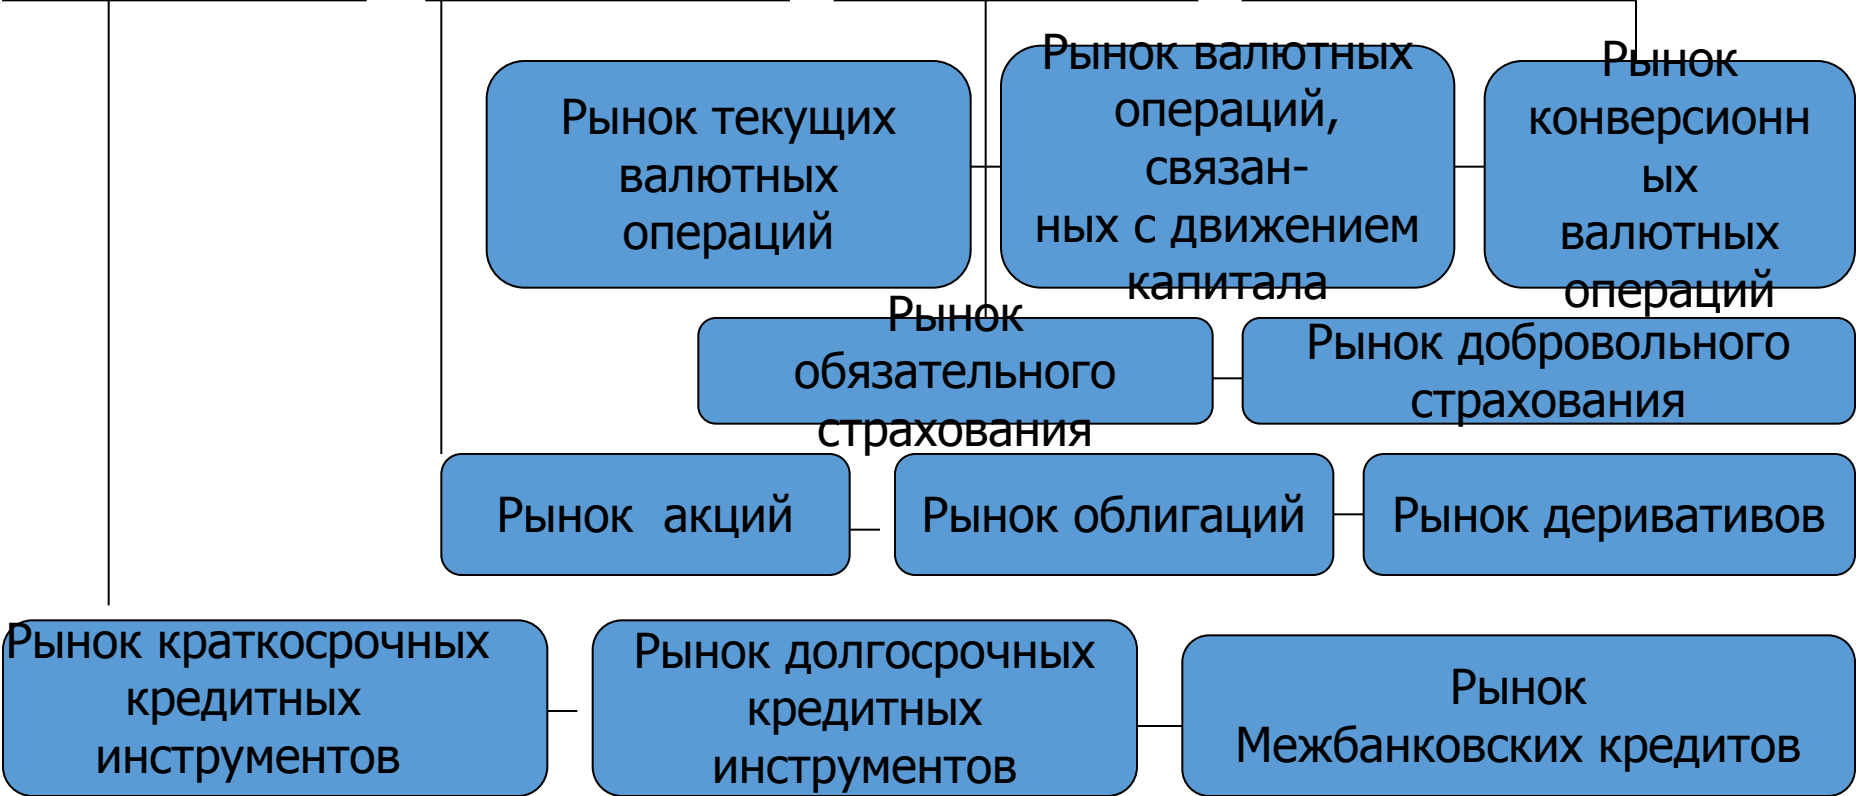 Рынок текущих
валютных
операций
Рынок валютных
операций,
связан-
ных с движением
капитала
Рынок
конверсионн
ых
валютных
операций
Рынок
обязательного
страхования
Рынок добровольного
страхования
Рынок акций
Рынок облигаций
Рынок деривативов
Рынок краткосрочных
кредитных
инструментов
Рынок долгосрочных
кредитных
инструментов
Рынок
Межбанковских кредитов